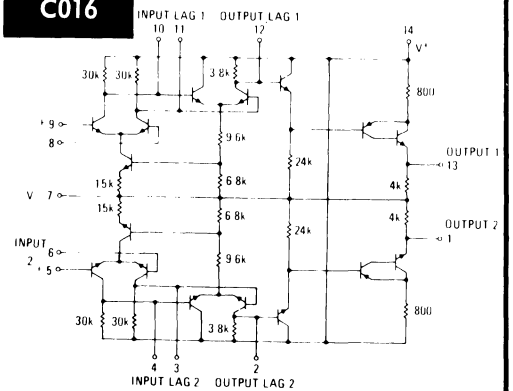 C016
INPUT LAG 1 OUTPUT LAG 1
10 11 12 14
V+
30k 30k 3.8k 800
+ 9
8
9.6k
OUTPUT 1
13
24k
15k 6.8k 4k
V 7
15k 6.8k 4k
24k
OUTPUT 2
1
INPUT
2
6
+ 5
9.6k
30k 30k 3.8k 800
4 3 2
INPUT LAG 2 OUTPUT LAG 2